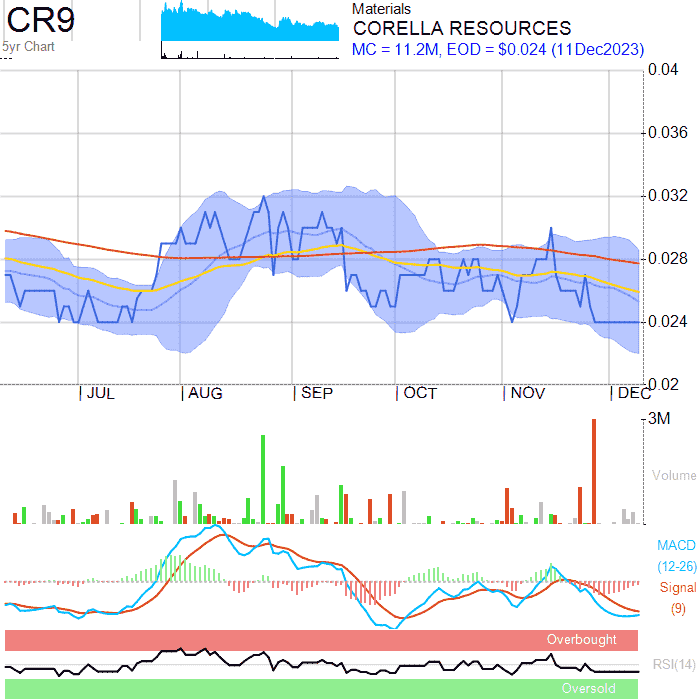 CR9
5yr Chart
Materials
CORELLA RESOURCES
MC = 11.2M, EOD = $0.024 (11Dec2023)
0.04
0.036
0.032
0.028
0.024
0.02
JUL AUG SEP OCT NOV DEC
3M
Volume
MACD
(12-26)
Signal
(9)
Overbought
RSI(14)
Oversold